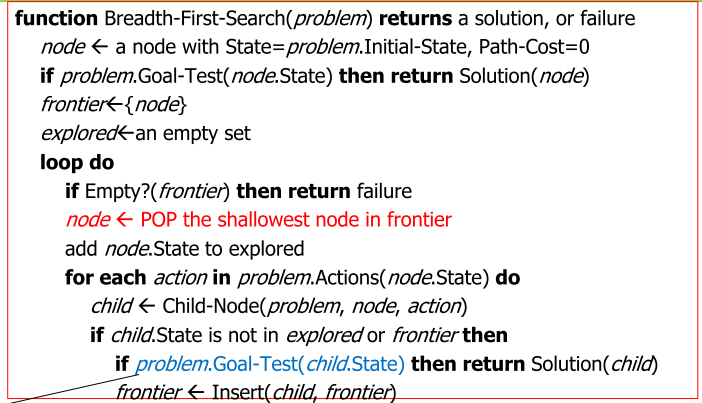 function Breadth-First-Search(problem) returns a solution, or failure
node ← a node with State=problem.Initial-State, Path-Cost=0
if problem.Goal-Test(node.State) then return Solution(node)
frontier←{node}
explored←an empty set
loop do
if Empty?(frontier) then return failure
node ← POP the shallowest node in frontier
add node.State to explored
for each action in problem.Actions(node.State) do
child ← Child-Node(problem, node, action)
if child.State is not in explored or frontier then
if problem.Goal-Test(child.State) then return Solution(child)
frontier ← Insert(child, frontier)